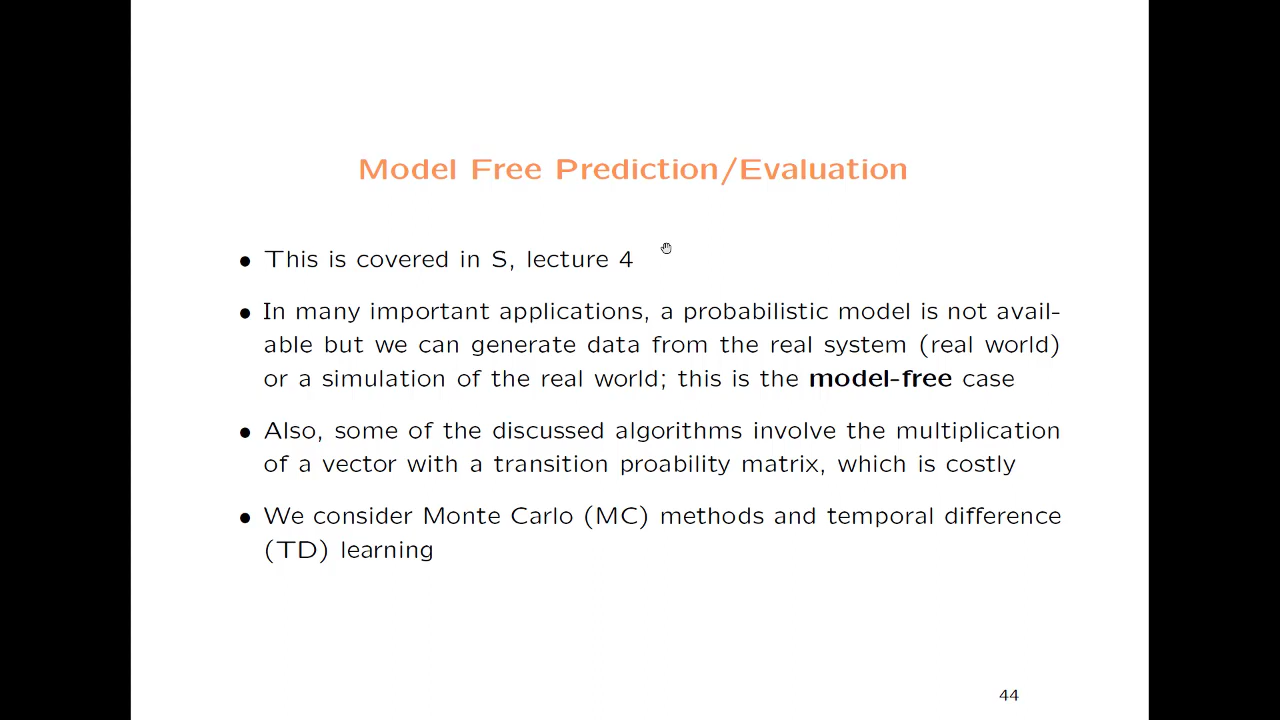 Model Free Prediction/Evaluation
• This is covered in S, lecture 4
• In many important applications, a probabilistic model is not avail-
able but we can generate data from the real system (real world)
or a simulation of the real world; this is the model-free case
• Also, some of the discussed algorithms involve the multiplication
of a vector with a transition proability matrix, which is costly
• We consider Monte Carlo (MC) methods and temporal difference
(TD) learning
44